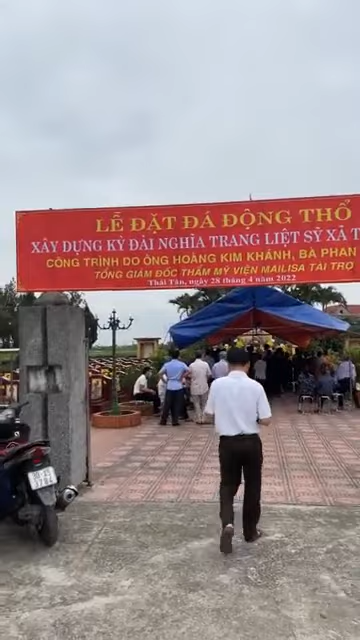 LỄ ĐẶT ĐÁ ĐỘNG THỔ
XÂY DỰNG KỲ ĐÀI NGHĨA TRANG LIỆT SỸ XÃ T
CÔNG TRÌNH DO ÔNG HOÀNG KIM KHÁNH, BÀ PHAN
TỔNG GIÁM ĐỐC THẨM MỸ VIỆN MAILISA TÀI TRỢ
Thái Tân, ngày 28 tháng 4 năm 2022